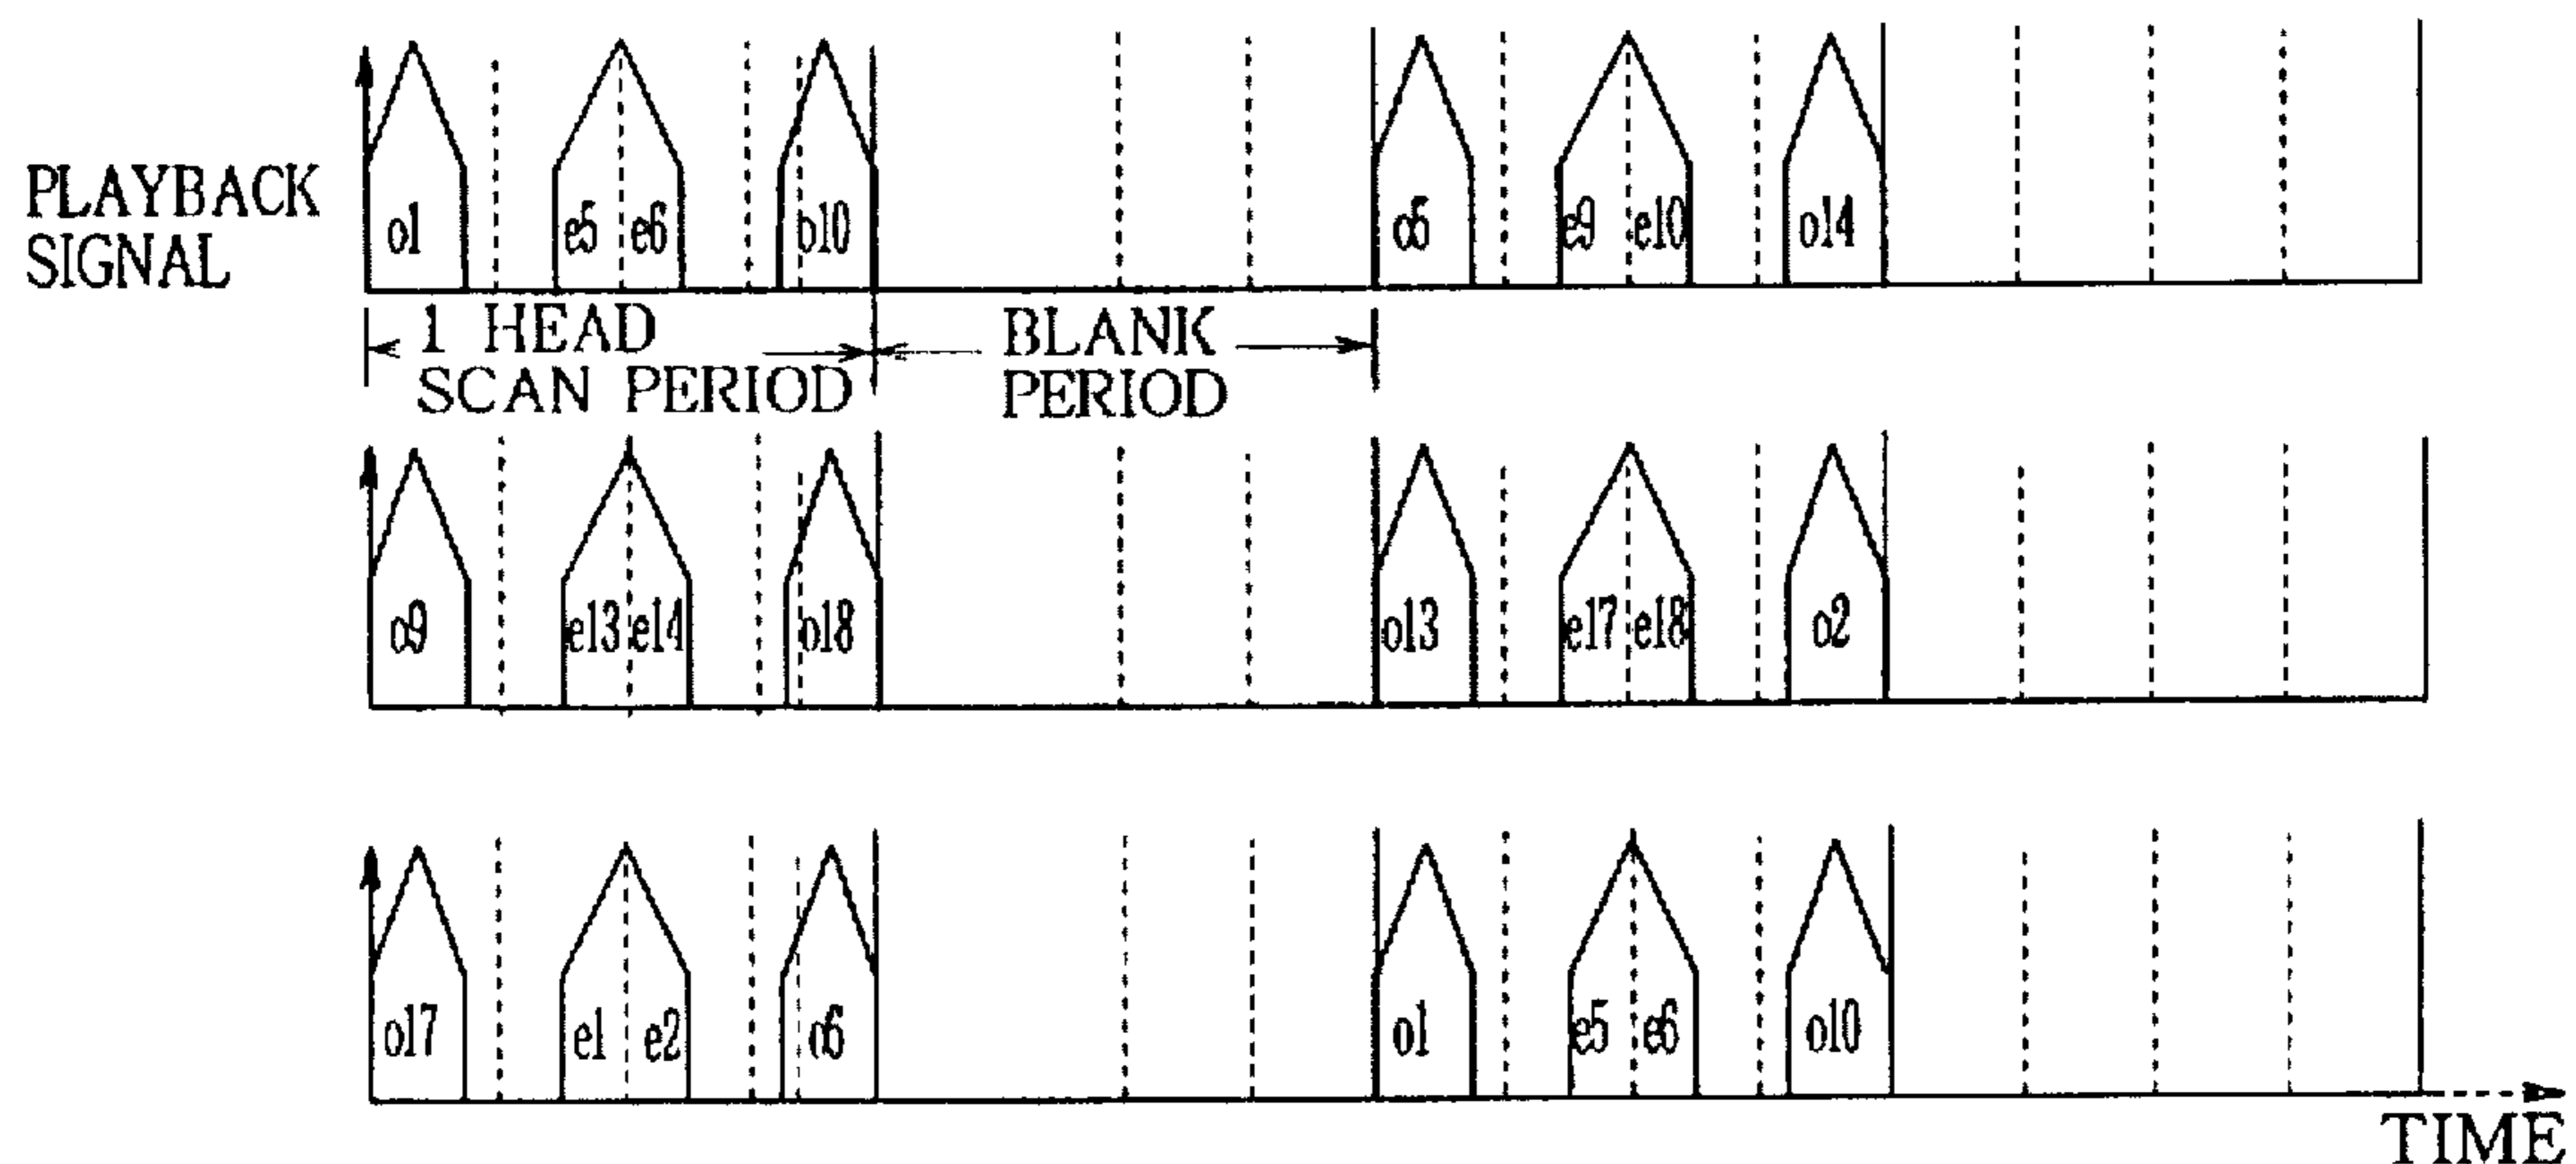 PLAYBACK
SIGNAL
o1 e5 e6 o10 o5 e9 e10 o14
1 HEAD
SCAN PERIOD
BLANK
PERIOD
o9 e13 e14 o18 o13 e17 e18 o2
o17 e1 e2 o6 o1 e5 e6 o10
TIME